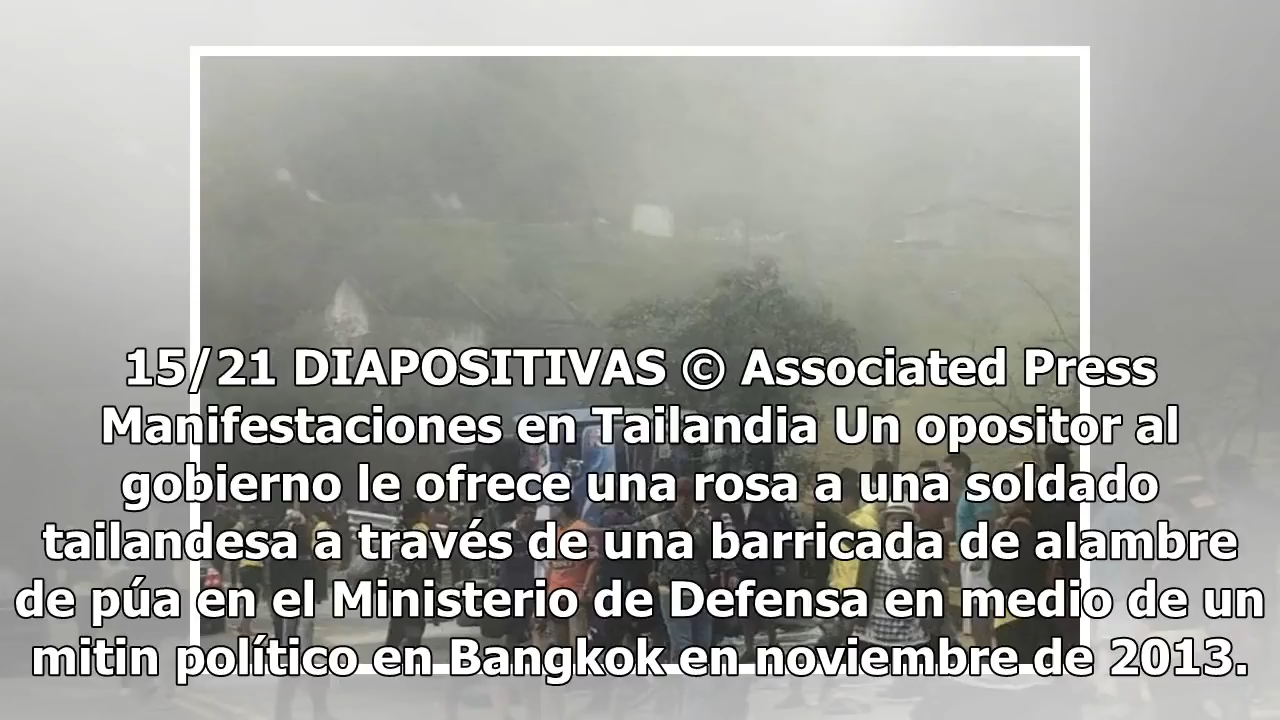 15/21 DIAPOSITIVAS © Associated Press
Manifestaciones en Tailandia Un opositor al
gobierno le ofrece una rosa a una soldado
tailandesa a través de una barricada de alambre
de púa en el Ministerio de Defensa en medio de un
mitin político en Bangkok en noviembre de 2013.